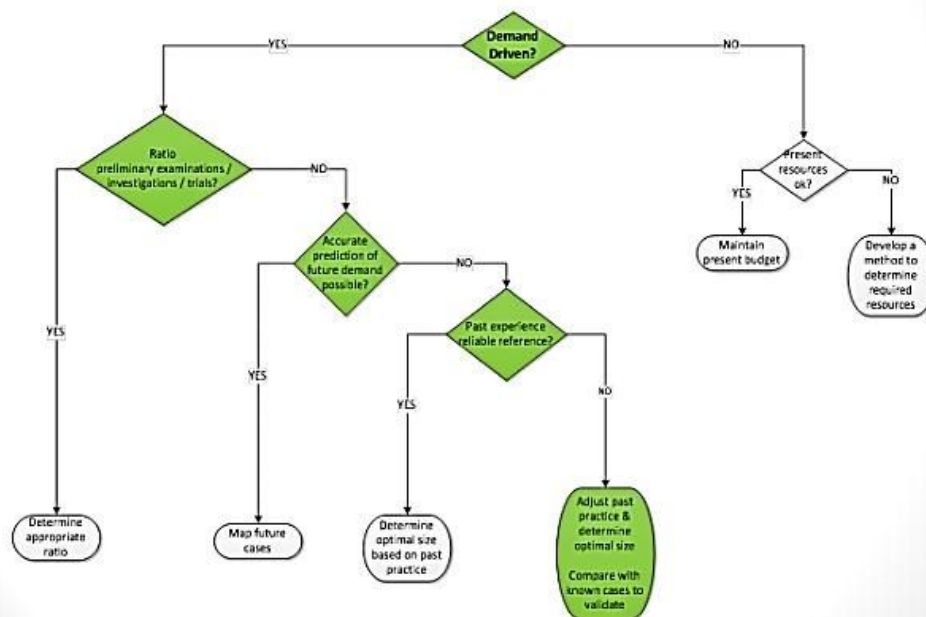 Demand
Driven?
YES
NO
Ratio
preliminary examinations /
investigations / trials?
NO
Present
resources
ok?
YES
NO
Accurate
prediction of
future demand
possible?
NO
Maintain
present budget
Develop a
method to
determine
required
resources
YES
Past experience
reliable reference?
YES
YES
NO
Determine
appropriate
ratio
Map future
cases
Determine
optimal size
based on past
practice
Adjust past
practice &
determine
optimal size
Compare with
known cases to
validate